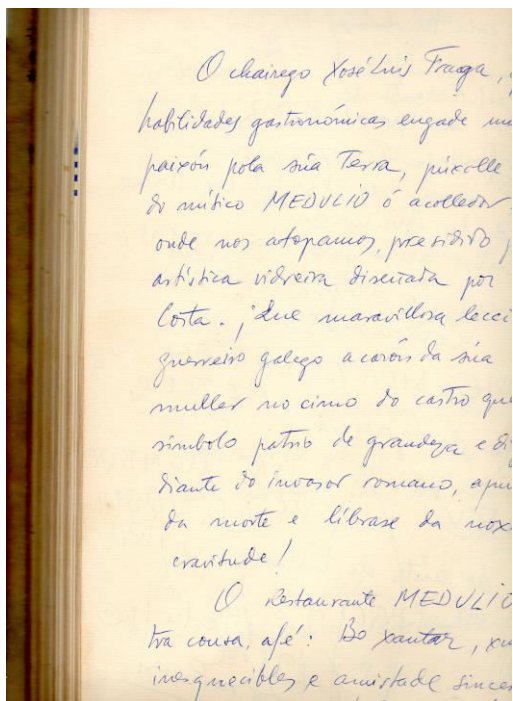 O chairego Xosé Luis Fraga,
habilidades gastronómicas engade
paixón pola súa Terra, púxolle
do mítico MEDULIO ó acolledor
onde nos atopamos, presidido
artística vidreira diseñada por
Costa. ¡Que maravillosa lecci
guerreiro galego a carón da súa
muller no cimo do castro que
símbolo patrio de grandeza e di
diante do invasor romano, apu
da morte e líbrase da nox
cravitude!
O Restaurante MEDULIO
tra cousa, afé: Bo xantar, xu
inesquecibles e amistade since